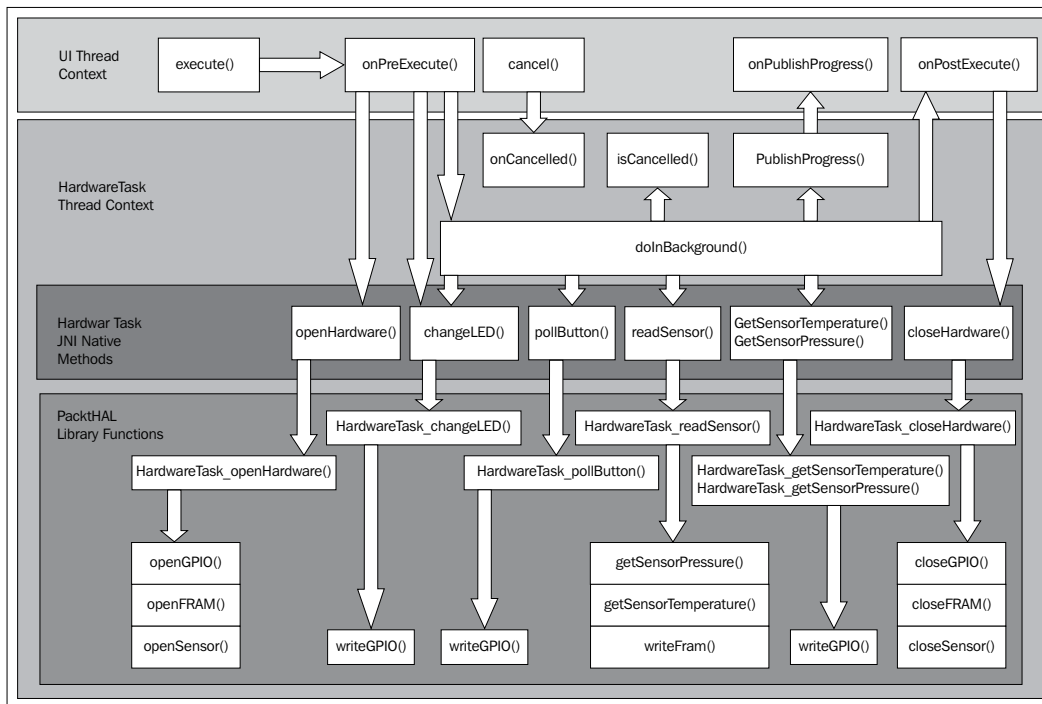 UI Thread
Context
execute()
onPreExecute()
cancel()
onPublishProgress()
onPostExecute()
onCancelled()
isCancelled()
PublishProgress()
HardwareTask
Thread Context
doInBackground()
Hardwar Task
JNI Native
Methods
openHardware()
changeLED()
pollButton()
readSensor()
GetSensorTemperature()
GetSensorPressure()
closeHardware()
PacktHAL
Library Functions
HardwareTask_changeLED()
HardwareTask_readSensor()
HardwareTask_closeHardware()
HardwareTask_openHardware()
HardwareTask_pollButton()
HardwareTask_getSensorTemperature()
HardwareTask_getSensorPressure()
openGPIO()
openFRAM()
openSensor()
writeGPIO()
writeGPIO()
getSensorPressure()
getSensorTemperature()
writeFram()
writeGPIO()
closeGPIO()
closeFRAM()
closeSensor()